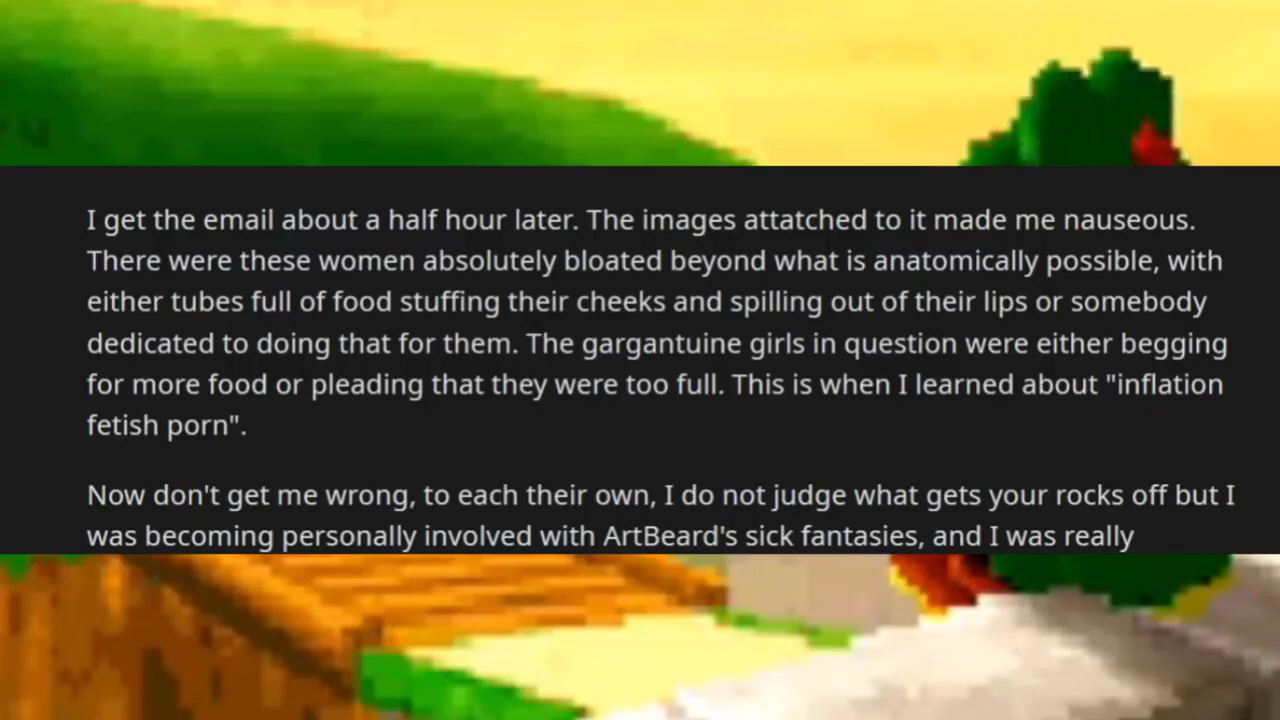 I get the email about a half hour later. The images attatched to it made me nauseous.
There were these women absolutely bloated beyond what is anatomically possible, with
either tubes full of food stuffing their cheeks and spilling out of their lips or somebody
dedicated to doing that for them. The gargantuine girls in question were either begging
for more food or pleading that they were too full. This is when I learned about "inflation
fetish porn".
Now don't get me wrong, to each their own, I do not judge what gets your rocks off but I
was becoming personally involved with ArtBeard's sick fantasies, and I was really